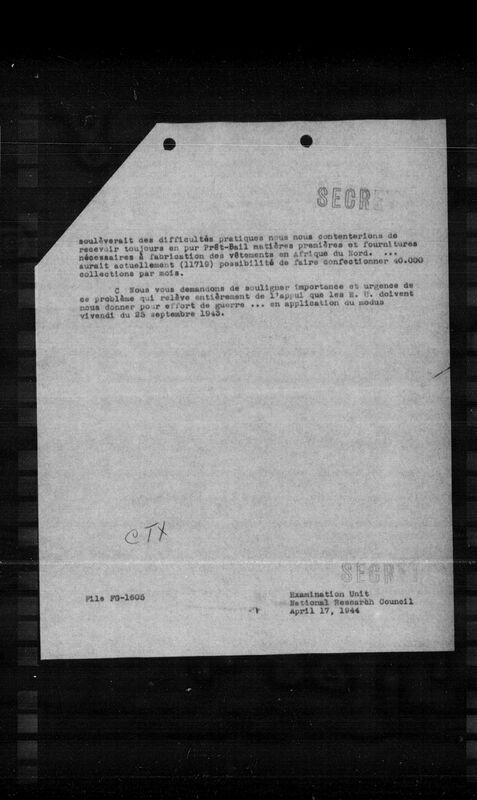 SECRET
soulèverait des difficultés pratiques nous nous contenterions de
recevoir toujours en pur Prêt-Bail matières premières et fournitures
nécessaires à fabrication des vêtements en Afrique du Nord. ...
aurait actuellement (11719) possibilité de faire confectionner 40.000
collections par mois.
C Nous vous demandons de souligner importance et urgence de
ce problème qui relève entièrement de l'appui que les E. U. doivent
nous donner pour effort de guerre ... en application du modus
vivendi du 25 septembre 1943.
CTX
SECRET
File FG-1605
Examination Unit
National Research Council
April 17, 1944